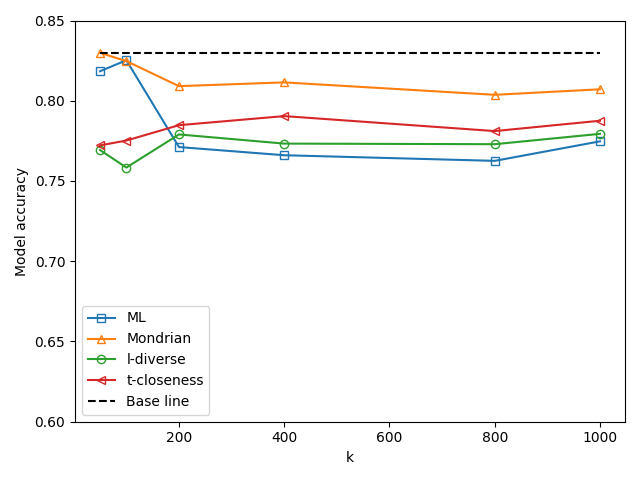 0.85
0.80
0.75
0.70
0.65
0.60
Model accuracy
ML
Mondrian
l-diverse
t-closeness
Base line
200 400 600 800 1000
k